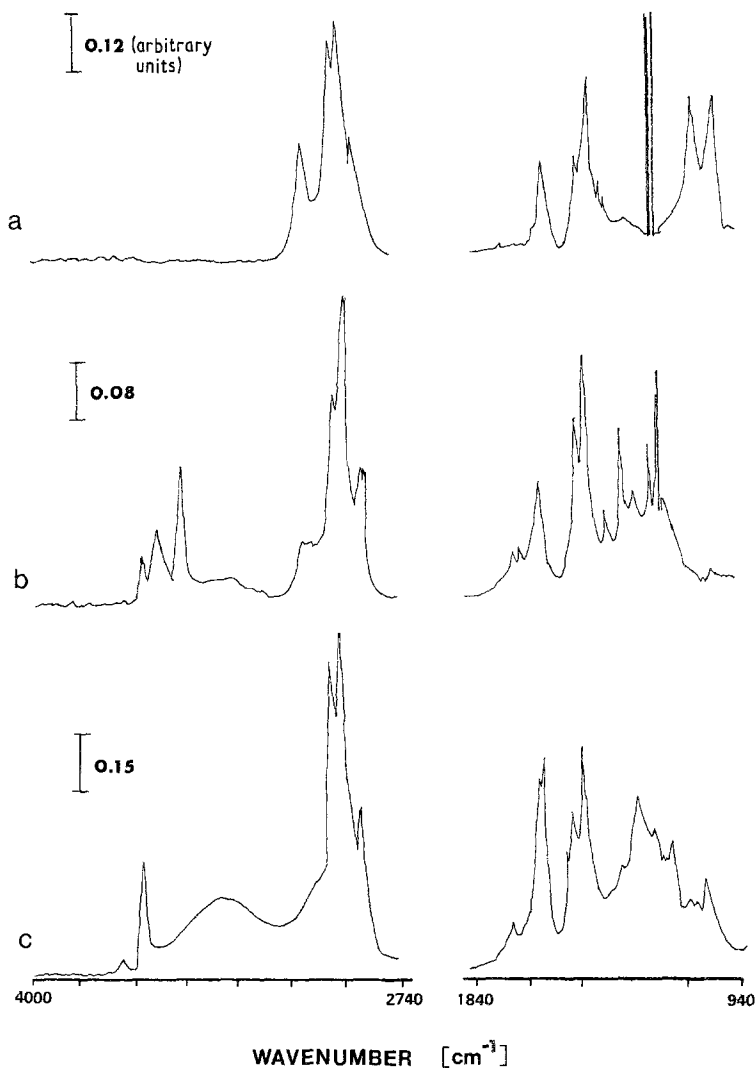 0.12 (arbitrary
units)
a
0.08
b
0.15
c
4000 2740 1840 940
WAVENUMBER [cm⁻¹]